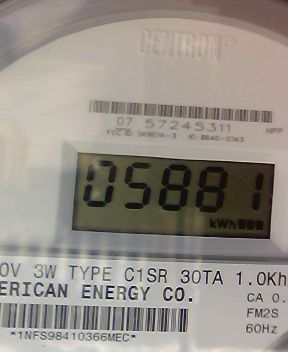 CENTRON®
07 57245311
HPP
05881
kWh
0V 3W TYPE C1SR 30TA 1.0Kh
ERICAN ENERGY CO.
CA 0.
FM2S
60Hz
*1NFS98410366MEC*